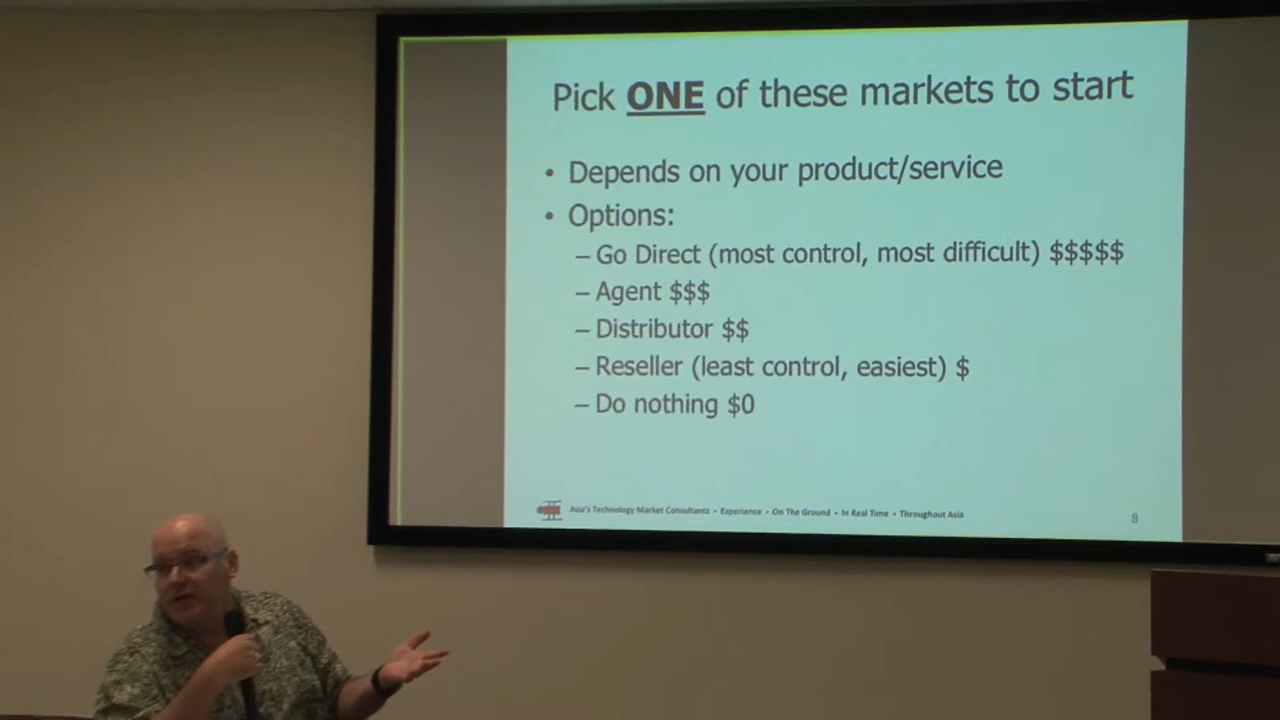 Pick ONE of these markets to start
• Depends on your product/service
• Options:
– Go Direct (most control, most difficult) $$$$$
– Agent $$$
– Distributor $$
– Reseller (least control, easiest) $
– Do nothing $0
Asia's Technology Market Consultants • Experience • On The Ground • In Real Time • Throughout Asia
8